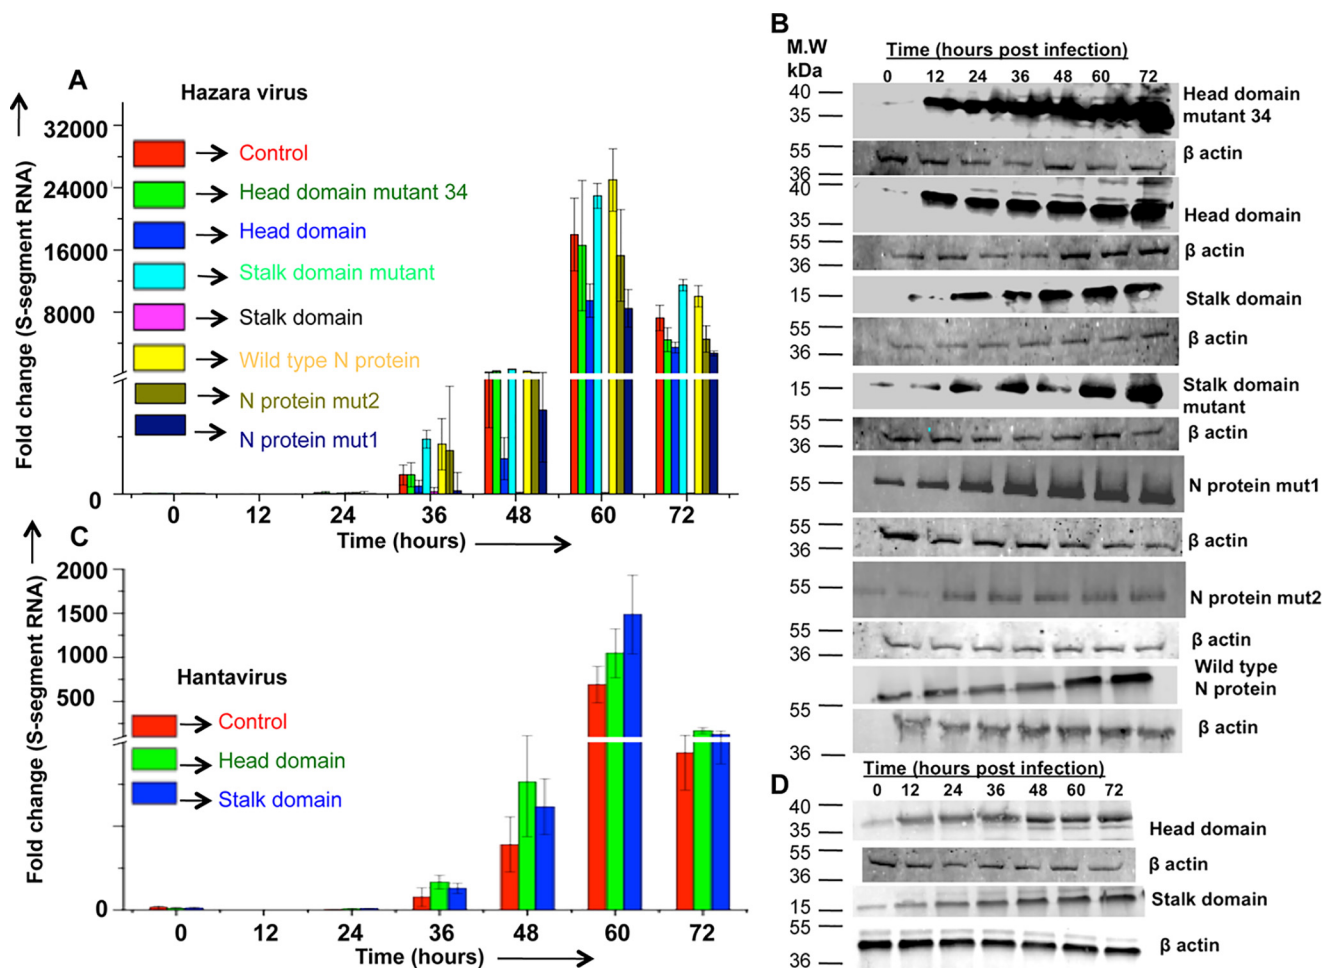 A
Hazara virus
Fold change (S-segment RNA)
32000
24000
16000
8000
0
Control
Head domain mutant 34
Head domain
Stalk domain mutant
Stalk domain
Wild type N protein
N protein mut2
N protein mut1
0 12 24 36 48 60 72
Time (hours)
B
M.W
kDa
Time (hours post infection)
0 12 24 36 48 60 72
40
35
Head domain
mutant 34
55
36
β actin
40
35
Head domain
55
36
β actin
15
Stalk domain
55
36
β actin
15
Stalk domain
mutant
55
36
β actin
55
N protein mut1
55
36
β actin
55
N protein mut2
55
36
β actin
Wild type
N protein
55
36
β actin
C
Hantavirus
Fold change (S-segment RNA)
2000
1500
1000
500
0
Control
Head domain
Stalk domain
0 12 24 36 48 60 72
Time (hours)
D
Time (hours post infection)
0 12 24 36 48 60 72
40
35
Head domain
55
36
β actin
15
Stalk domain
55
36
β actin